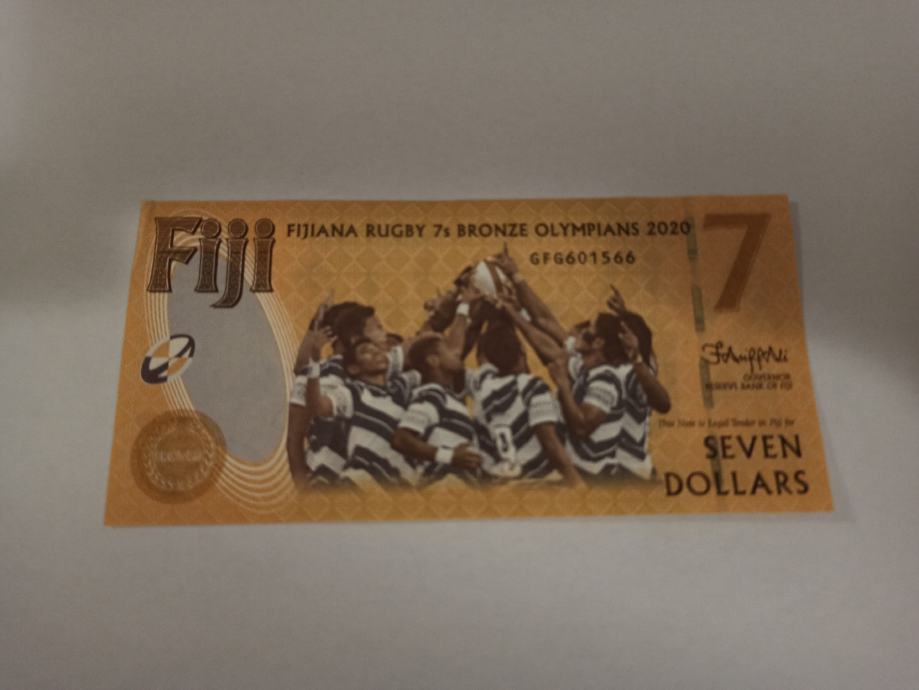 Fiji
FIJIANA RUGBY 7s BRONZE OLYMPIANS 2020
7
GFG601566
GOVERNOR
RESERVE BANK OF FIJI
This Note is Legal Tender in Fiji for
SEVEN
DOLLARS